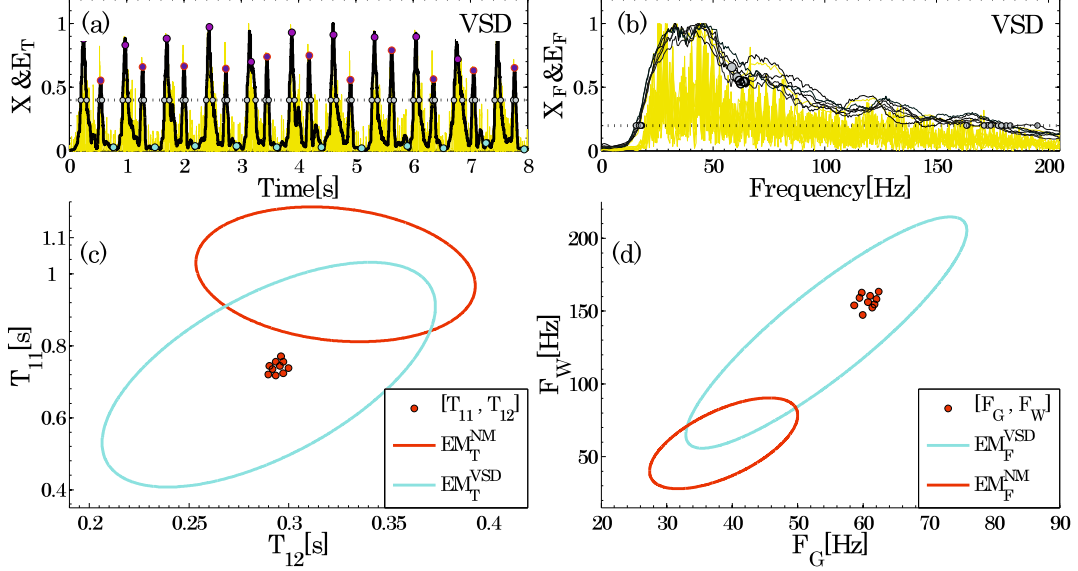 (a) VSD
X &E_T
1
0.5
0
0 1 2 3 4 5 6 7 8
Time[s]
(b) VSD
X_F&E_F
1
0.5
0
0 50 100 150 200
Frequency[Hz]
(c)
T_11[s]
1.1
1
0.8
0.6
0.4
0.2 0.25 0.3 0.35 0.4
T_12[s]
[T_11, T_12]
EM_T^NM
EM_T^VSD
(d)
F_W[Hz]
200
150
100
50
20 30 40 50 60 70 80 90
F_G[Hz]
[F_G, F_W]
EM_F^VSD
EM_F^NM